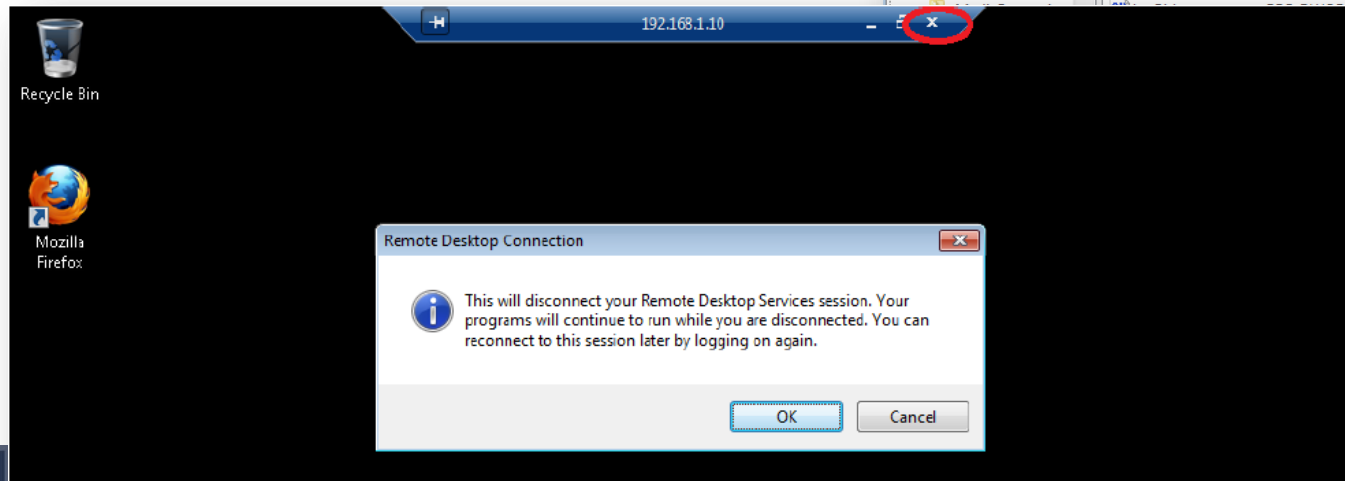 192.168.1.10
Recycle Bin
Mozilla
Firefox
Remote Desktop Connection
This will disconnect your Remote Desktop Services session. Your
programs will continue to run while you are disconnected. You can
reconnect to this session later by logging on again.
OK
Cancel